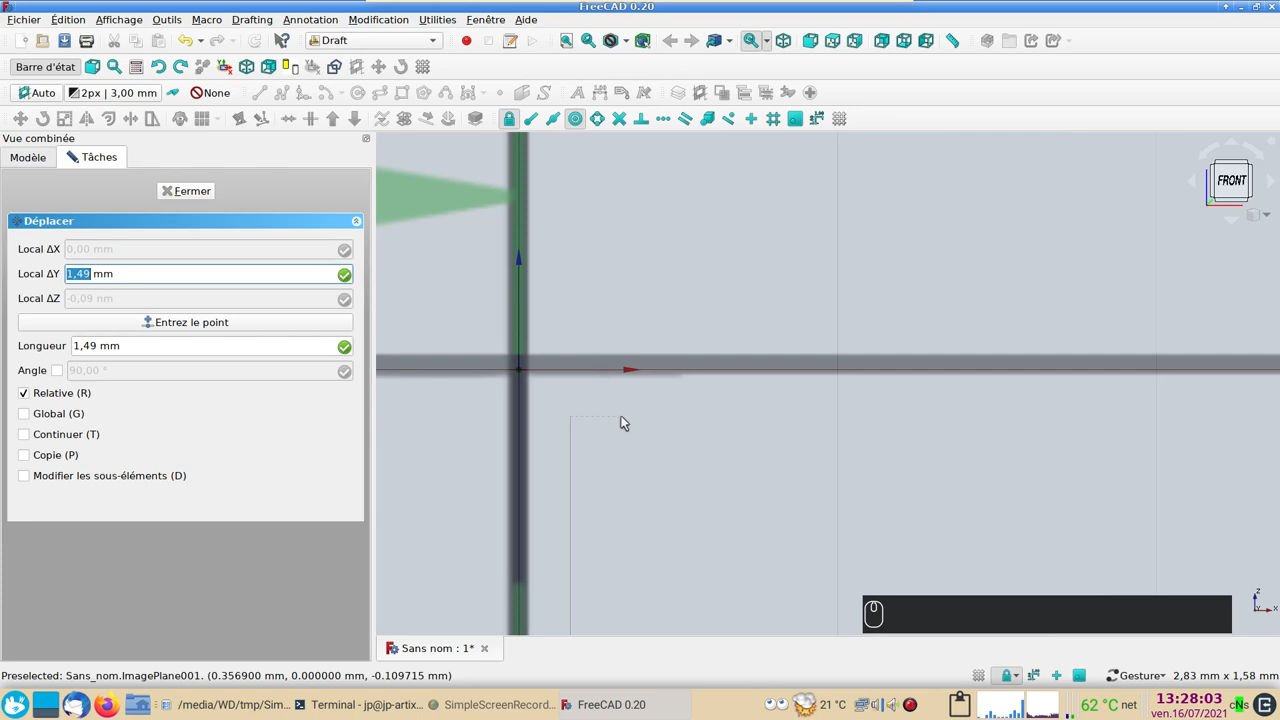 FreeCAD 0.20
Fichier Édition Affichage Outils Macro Drafting Annotation Modification Utilities Fenêtre Aide
Draft
Barre d'état
Auto 2px | 3,00 mm None
Vue combinée
Modèle Tâches
Fermer
Déplacer
Local ΔX 0,00 mm
Local ΔY 1,49 mm
Local ΔZ -0,09 nm
Entrez le point
Longueur 1,49 mm
Angle 90,00 °
Relative (R)
Global (G)
Continuer (T)
Copie (P)
Modifier les sous-éléments (D)
FRONT
z
x
Sans nom : 1*
Preselected: Sans_nom.ImagePlane001. (0.356900 mm, 0.000000 mm, -0.109715 mm)
Gesture 2,83 mm x 1,58 mm
/media/WD/tmp/Sim... Terminal - jp@jp-artix... SimpleScreenRecord... FreeCAD 0.20
21 °C
62 °C net
13:28:03
ven.16/07/2021